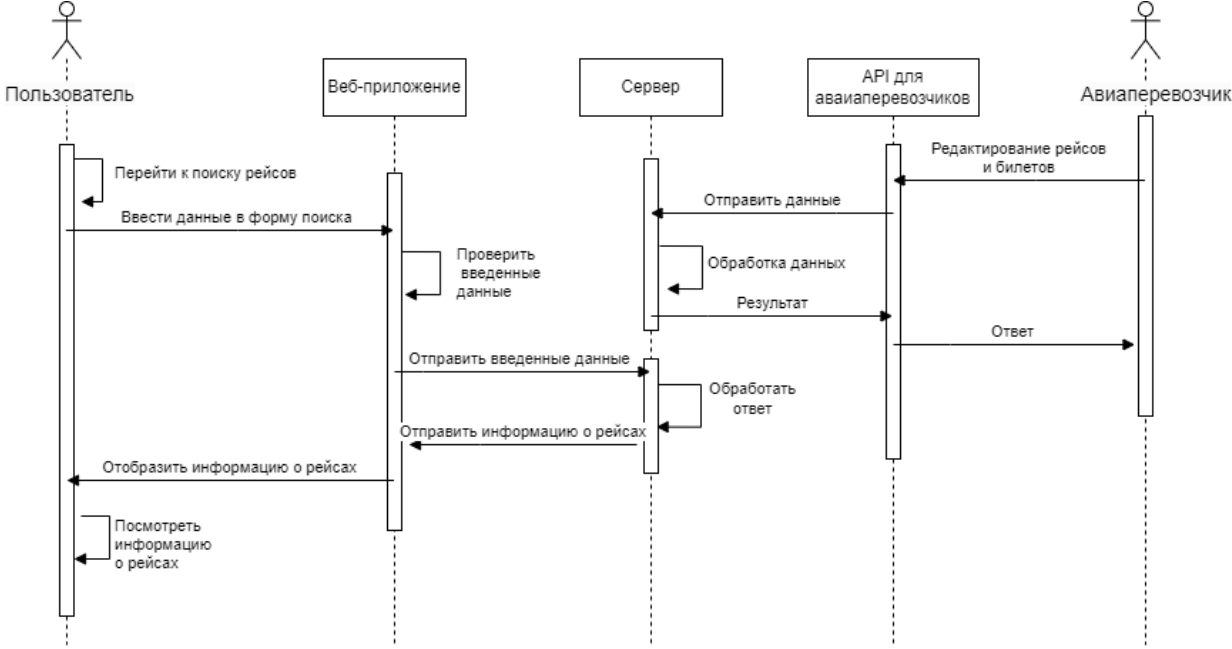 Пользователь
Веб-приложение
Сервер
API для
аваиаперевозчиков
Авиаперевозчик
Редактирование рейсов
и билетов
Перейти к поиску рейсов
Отправить данные
Ввести данные в форму поиска
Проверить
введенные
данные
Обработка данных
Результат
Ответ
Отправить введенные данные
Обработать
ответ
Отправить информацию о рейсах
Отобразить информацию о рейсах
Посмотреть
информацию
о рейсах